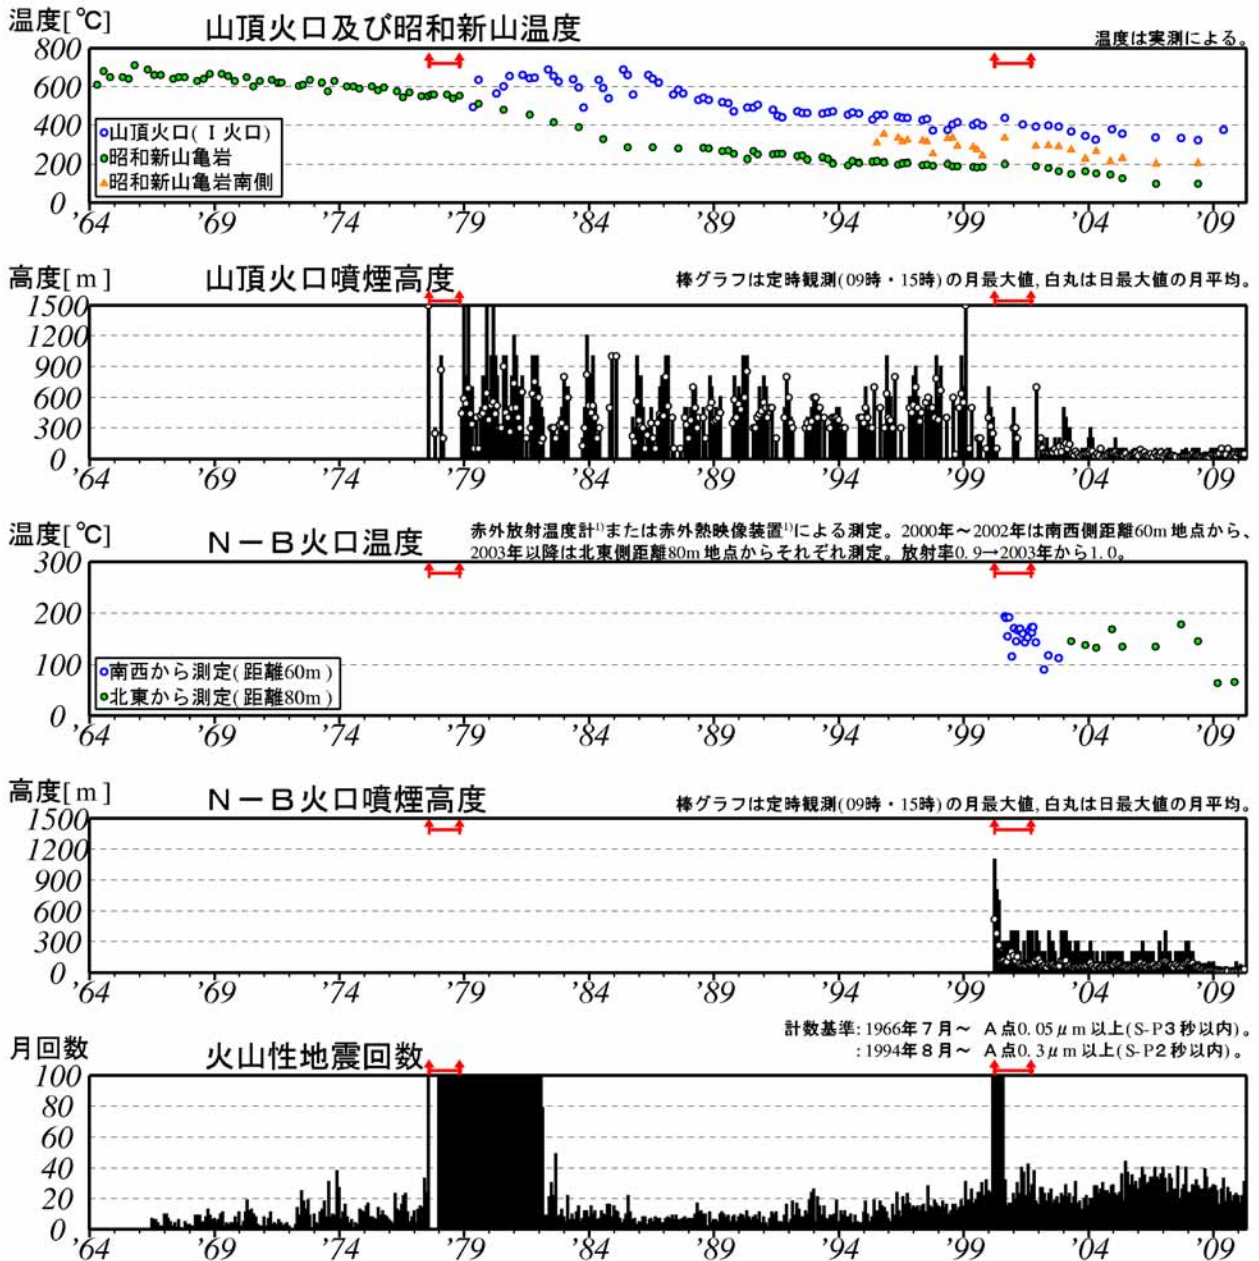 温度[℃] 山頂火口及び昭和新山温度
温度は実測による。
800
600
400
200
0
山頂火口(Ⅰ火口)
昭和新山亀岩
昭和新山亀岩南側
'64 '69 '74 '79 '84 '89 '94 '99 '04 '09
高度[m] 山頂火口噴煙高度
棒グラフは定時観測(09時・15時)の月最大値,白丸は日最大値の月平均。
1500
1200
900
600
300
0
'64 '69 '74 '79 '84 '89 '94 '99 '04 '09
温度[℃] N－B火口温度
赤外放射温度計¹⁾または赤外熱映像装置¹⁾による測定。2000年～2002年は南西側距離60m地点から、
2003年以降は北東側距離80m地点からそれぞれ測定。放射率0.9→2003年から1.0。
300
200
100
0
南西から測定(距離60m)
北東から測定(距離80m)
'64 '69 '74 '79 '84 '89 '94 '99 '04 '09
高度[m] N－B火口噴煙高度
棒グラフは定時観測(09時・15時)の月最大値,白丸は日最大値の月平均。
1500
1200
900
600
300
0
'64 '69 '74 '79 '84 '89 '94 '99 '04 '09
計数基準:1966年7月～ A点0.05μm以上(S-P3秒以内)。
:1994年8月～ A点0.3μm以上(S-P2秒以内)。
月回数 火山性地震回数
100
80
60
40
20
0
'64 '69 '74 '79 '84 '89 '94 '99 '04 '09